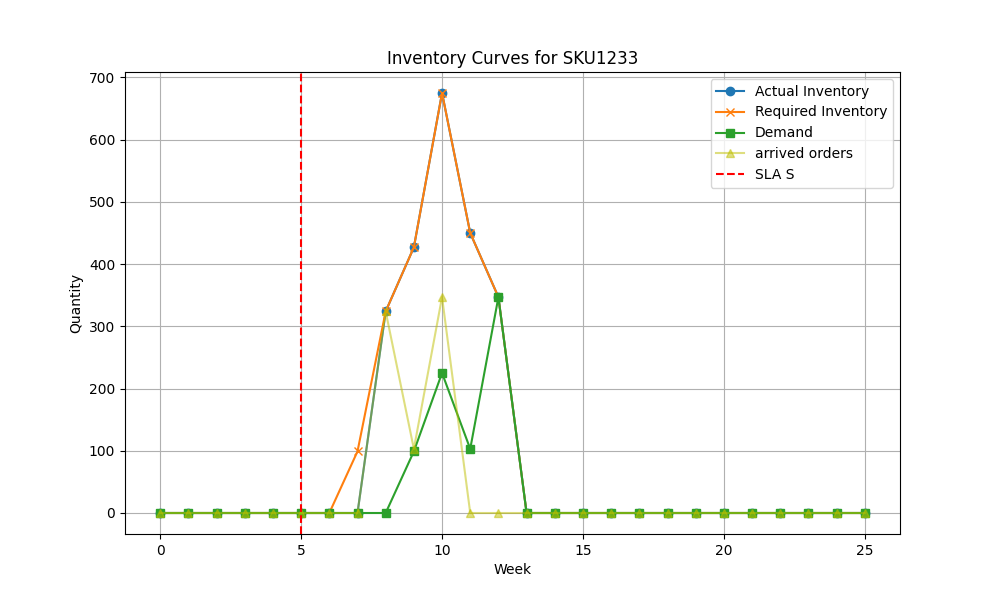 Inventory Curves for SKU1233
Actual Inventory
Required Inventory
Demand
arrived orders
SLA S
Quantity
700
600
500
400
300
200
100
0
0 5 10 15 20 25
Week